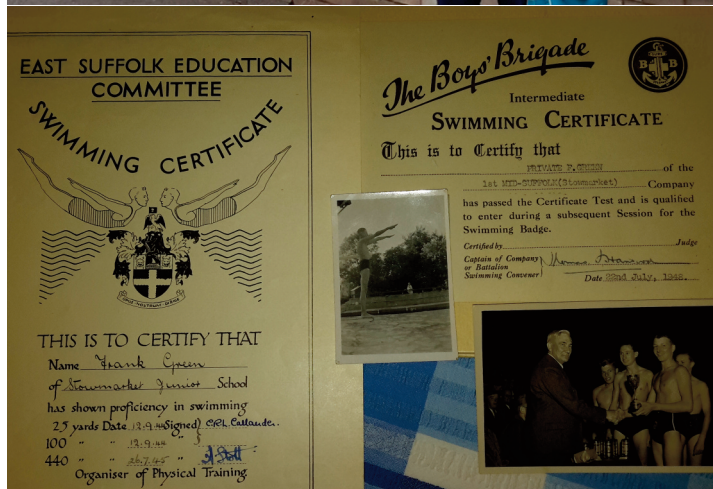 EAST SUFFOLK EDUCATION
COMMITTEE
SWIMMING CERTIFICATE
THIS IS TO CERTIFY THAT
Name Frank Green
of Stowmarket Junior School
has shown proficiency in swimming
25 yards Date 12.9.44 Signed
100 " " 12.9.44 "
440 " " 26.7.45 "
Organiser of Physical Training
The Boys' Brigade
B B
Intermediate
SWIMMING CERTIFICATE
This is to Certify that
PRIVATE F.GREEN of the
1st MID-SUFFOLK(Stowmarket) Company
has passed the Certificate Test and is qualified
to enter during a subsequent Session for the
Swimming Badge.
Certified by Judge
Captain of Company
or Battalion
Swimming Convener
Thomas
Date 22nd July, 1948.